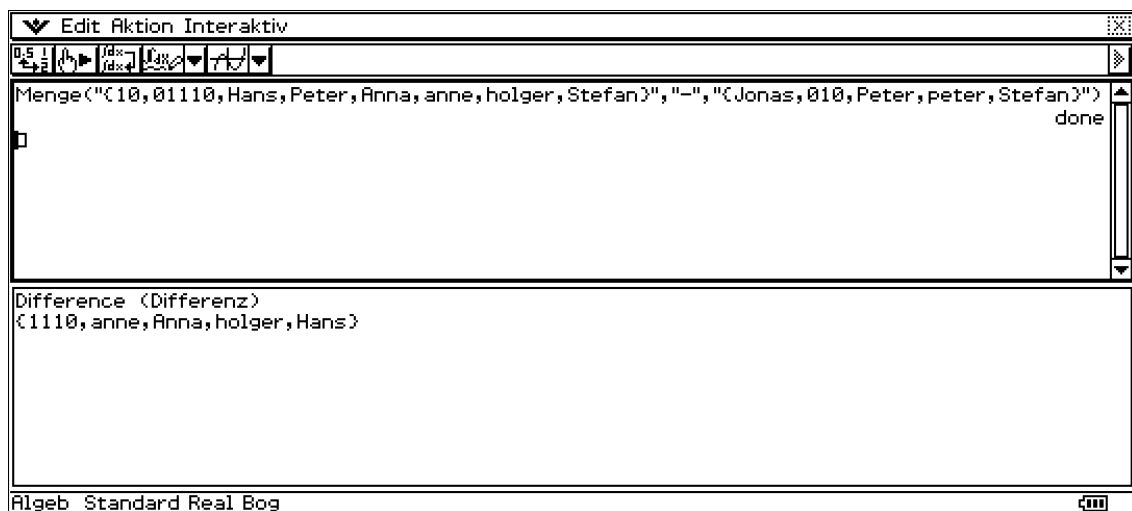 Edit Aktion Interaktiv
Menge("{10,01110,Hans,Peter,Anna,anne,holger,Stefan}","-","{Jonas,010,Peter,peter,Stefan}")
done
Difference (Differenz)
{1110,anne,Anna,holger,Hans}
Algeb Standard Real Bog